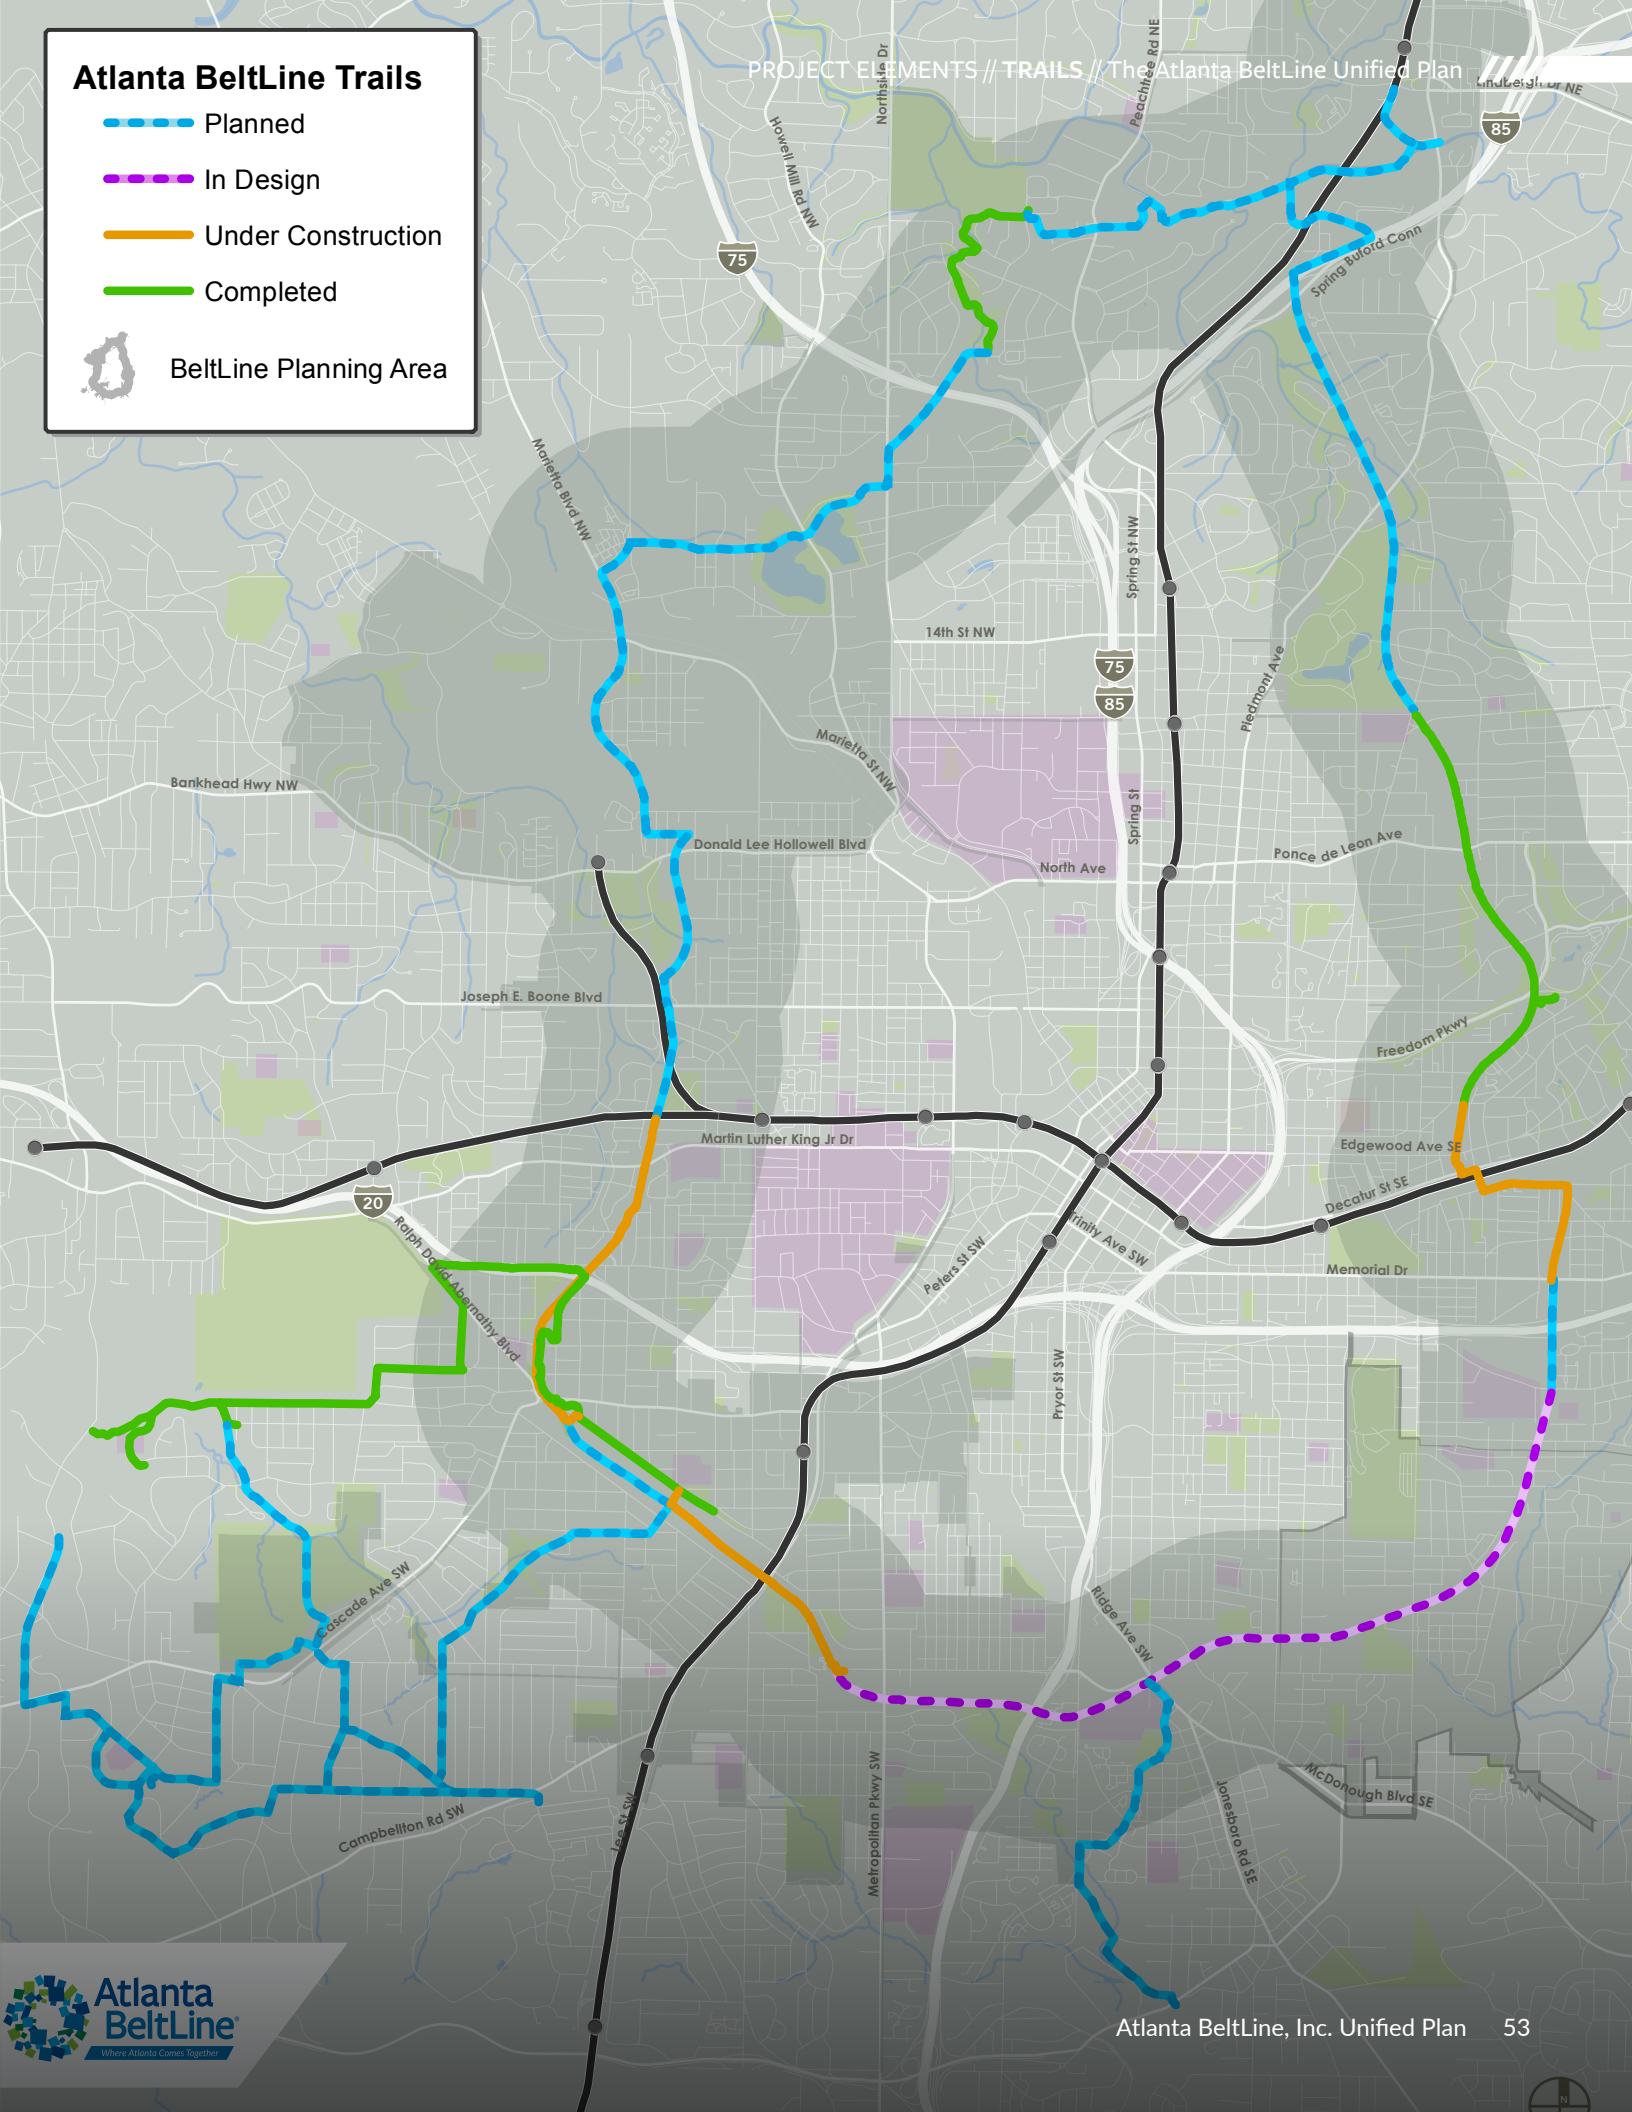 PROJECT ELEMENTS // TRAILS // The Atlanta BeltLine Unified Plan
Atlanta BeltLine Trails
Planned
In Design
Under Construction
Completed
BeltLine Planning Area
Northside Dr
Peachtree Rd NE
Lindbergh Dr NE
85
Howell Mill Rd NW
75
Spring Buford Conn
Marietta Blvd NW
Spring St NW
14th St NW
75
85
Piedmont Ave
Marietta St NW
Bankhead Hwy NW
Spring St
Donald Lee Hollowell Blvd
Ponce de Leon Ave
North Ave
Joseph E. Boone Blvd
Freedom Pkwy
Martin Luther King Jr Dr
Edgewood Ave SE
20
Decatur St SE
Ralph David Abernathy Blvd
Trinity Ave SW
Peters St SW
Memorial Dr
Pryor St SW
Cascade Ave SW
Ridge Ave SW
McDonough Blvd SE
Campbellton Rd SW
Lee St SW
Metropolitan Pkwy SW
Jonesboro Rd SE
Atlanta
BeltLine®
Where Atlanta Comes Together
Atlanta BeltLine, Inc. Unified Plan 53
N